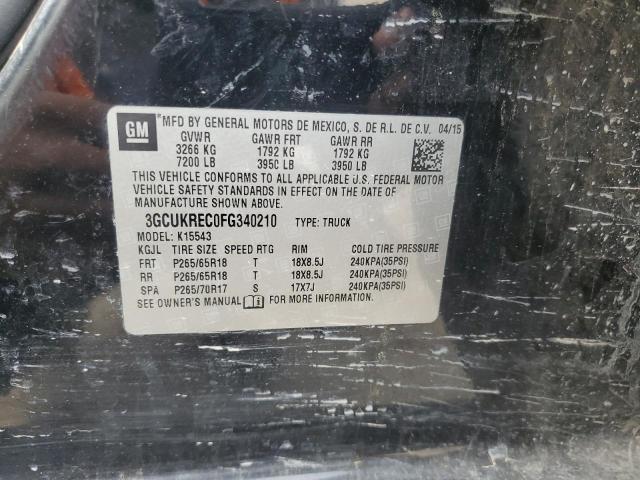 GM
MFD BY GENERAL MOTORS DE MEXICO, S. DE R.L. DE C.V. 04/15
GVWR GAWR FRT GAWR RR
3266 KG 1792 KG 1792 KG
7200 LB 395C LB 3950 LB
THIS VEHICLE CONFORMS TO ALL APPLICABLE U.S. FEDERAL MOTOR
VEHICLE SAFETY STANDARDS IN EFFECT ON THE DATE OF
MANUFACTURE SHOWN ABOVE.
3GCUKREC0FG340210 TYPE: TRUCK
MODEL: K15543
KGJL TIRE SIZE SPEED RTG RIM COLD TIRE PRESSURE
FRT P265/65R18 T 18X8.5J 240KPA(35PSI)
RR P265/65R18 T 18X8.5J 240KPA(35PSI)
SPA P265/70R17 S 17X7J 240KPA(35PSI)
SEE OWNER'S MANUAL FOR MORE INFORMATION.